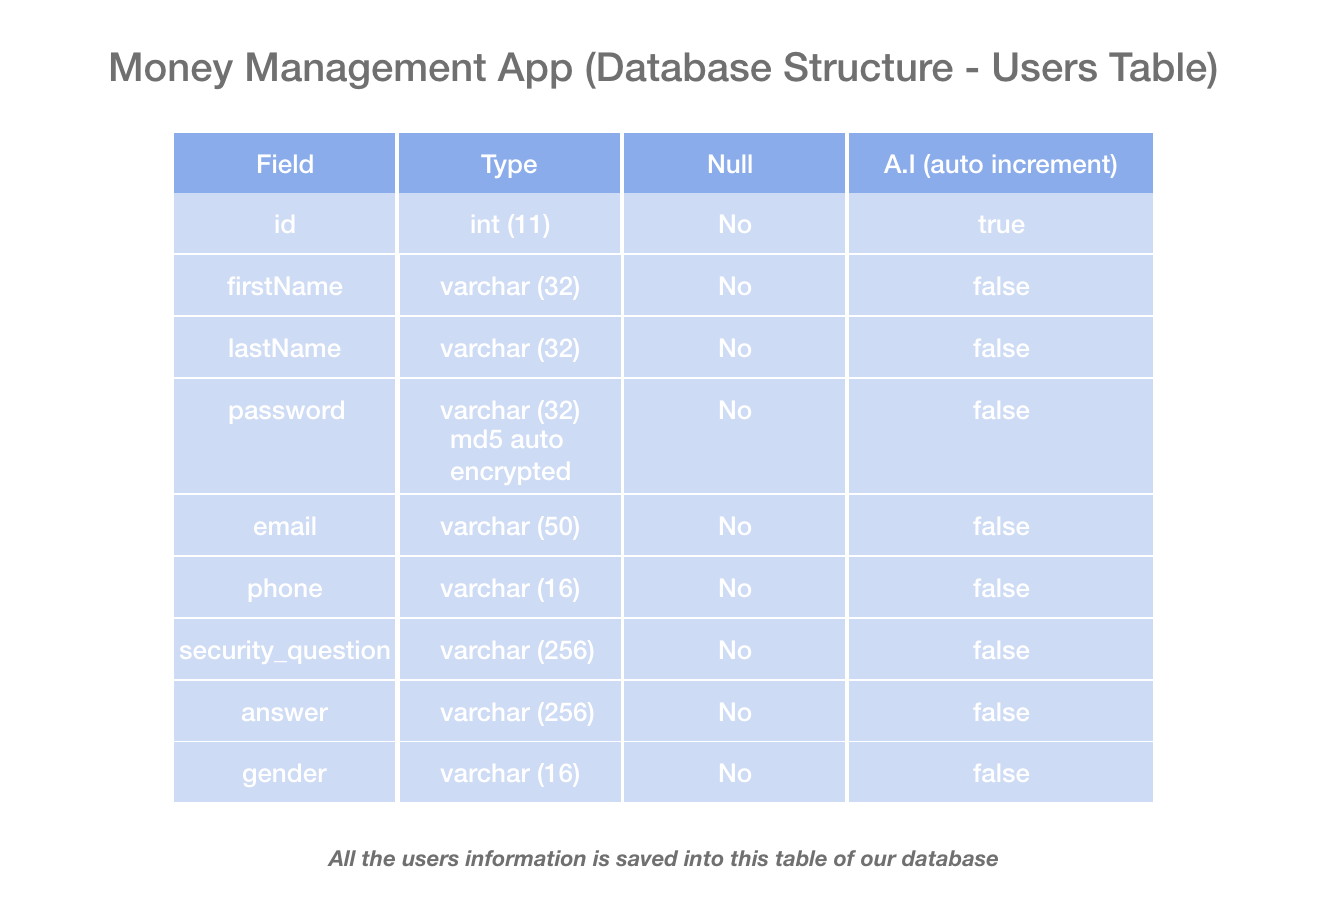 Money Management App (Database Structure - Users Table)
Field Type Null A.I (auto increment)
id int (11) No true
firstName varchar (32) No false
lastName varchar (32) No false
password varchar (32) No false
md5 auto
encrypted
email varchar (50) No false
phone varchar (16) No false
security_question varchar (256) No false
answer varchar (256) No false
gender varchar (16) No false
All the users information is saved into this table of our database